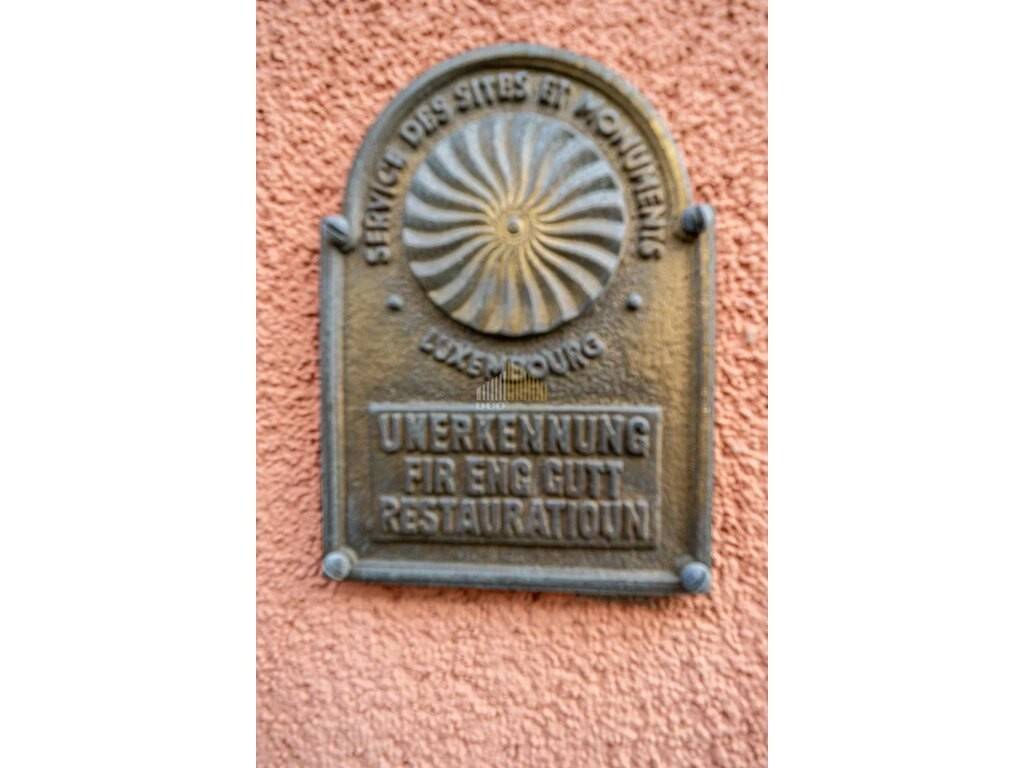 SERVICE DES SITES ET MONUMENTS
LUXEMBOURG
UNERKENNUNG
FIR ENG GUTT
RESTAURATIOUN